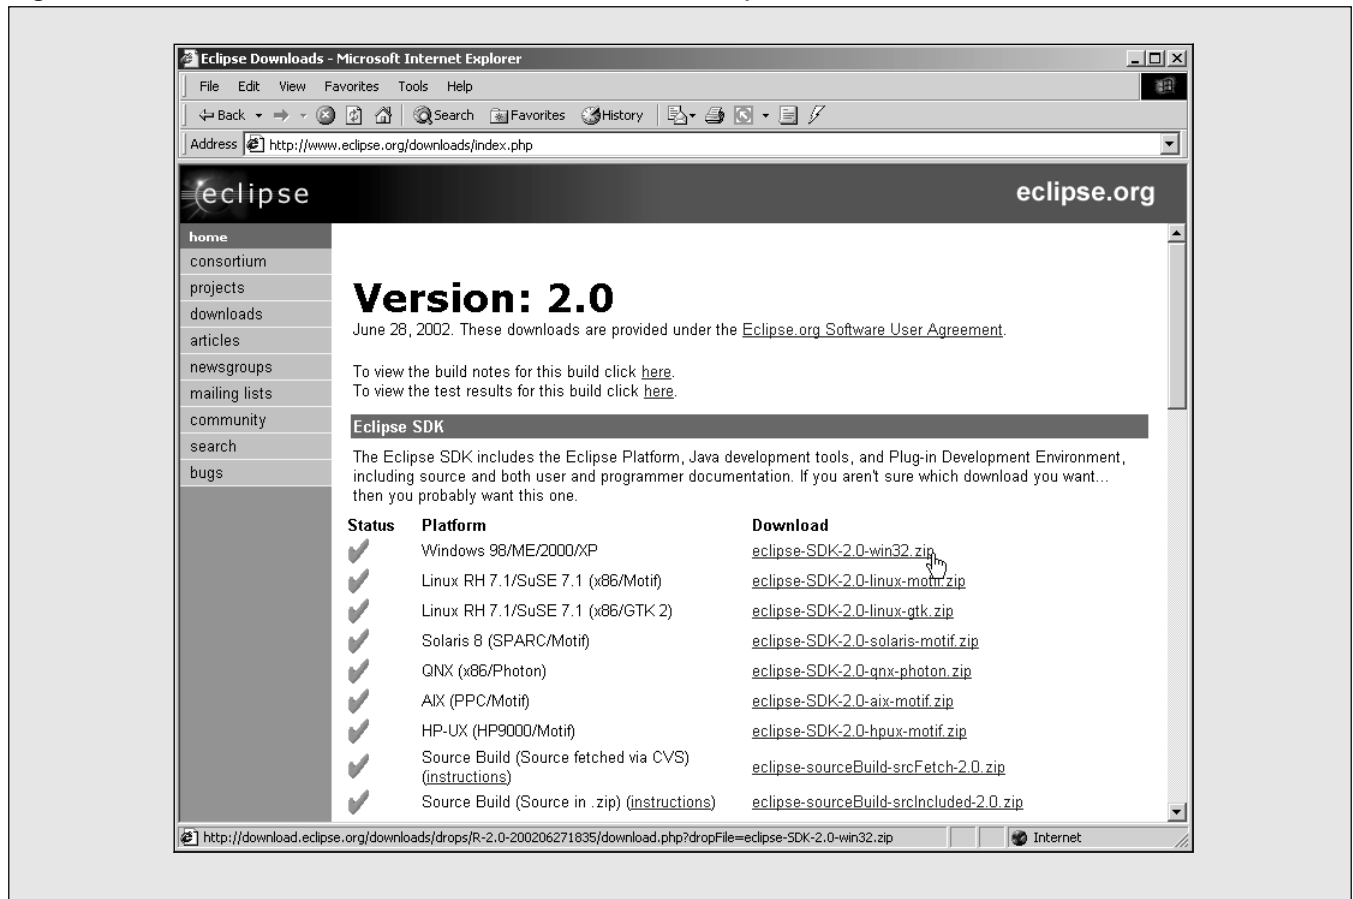 Eclipse Downloads - Microsoft Internet Explorer
File Edit View Favorites Tools Help
Back Search Favorites History
Address http://www.eclipse.org/downloads/index.php
eclipse
eclipse.org
home
consortium
projects
downloads
articles
newsgroups
mailing lists
community
search
bugs
Version: 2.0
June 28, 2002. These downloads are provided under the Eclipse.org Software User Agreement.
To view the build notes for this build click here.
To view the test results for this build click here.
Eclipse SDK
The Eclipse SDK includes the Eclipse Platform, Java development tools, and Plug-in Development Environment,
including source and both user and programmer documentation. If you aren't sure which download you want...
then you probably want this one.
Status Platform Download
Windows 98/ME/2000/XP eclipse-SDK-2.0-win32.zip
Linux RH 7.1/SuSE 7.1 (x86/Motif) eclipse-SDK-2.0-linux-motif.zip
Linux RH 7.1/SuSE 7.1 (x86/GTK 2) eclipse-SDK-2.0-linux-gtk.zip
Solaris 8 (SPARC/Motif) eclipse-SDK-2.0-solaris-motif.zip
QNX (x86/Photon) eclipse-SDK-2.0-qnx-photon.zip
AIX (PPC/Motif) eclipse-SDK-2.0-aix-motif.zip
HP-UX (HP9000/Motif) eclipse-SDK-2.0-hpux-motif.zip
Source Build (Source fetched via CVS)
(instructions) eclipse-sourceBuild-srcFetch-2.0.zip
Source Build (Source in .zip) (instructions) eclipse-sourceBuild-srcIncluded-2.0.zip
http://download.eclipse.org/downloads/drops/R-2.0-200206271835/download.php?dropFile=eclipse-SDK-2.0-win32.zip Internet